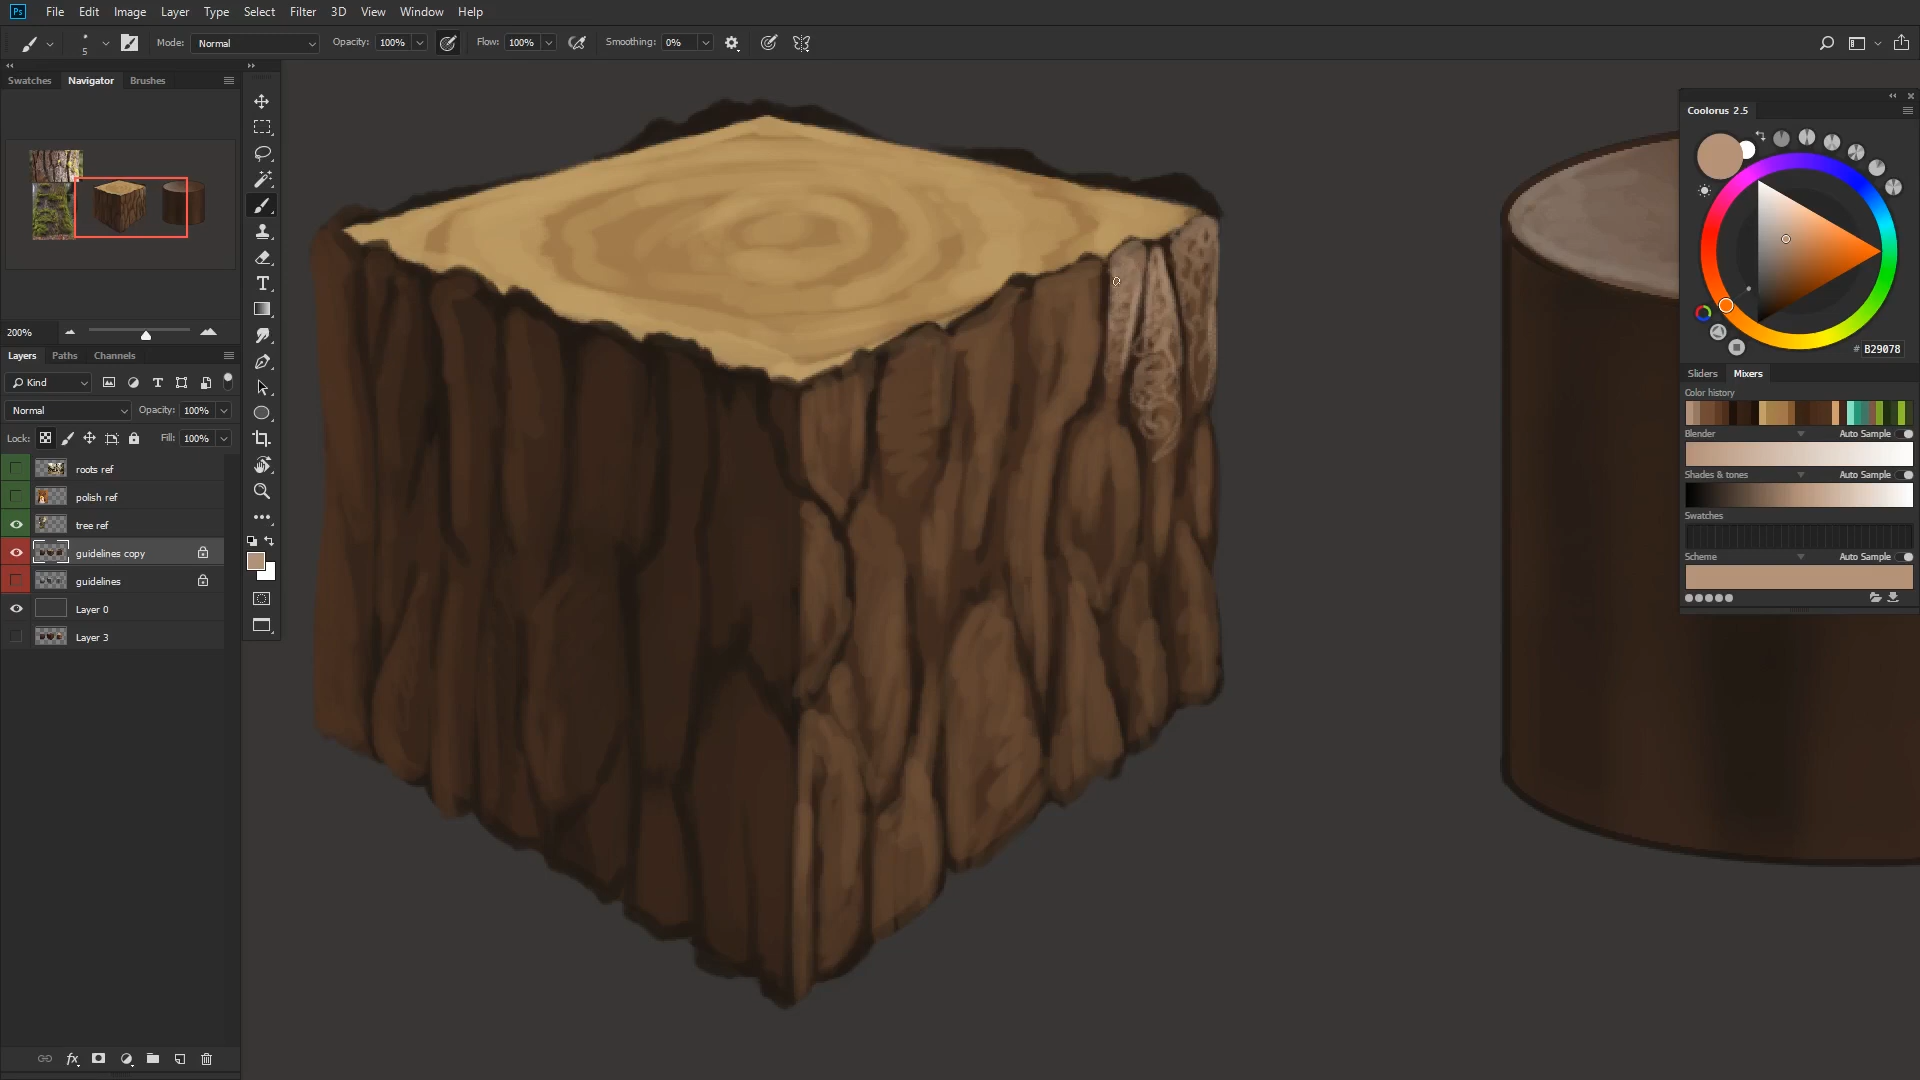 Ps File Edit Image Layer Type Select Filter 3D View Window Help
5 Mode: Normal Opacity: 100% Flow: 100% Smoothing: 0%
Swatches Navigator Brushes
200%
Layers Paths Channels
Kind
Normal Opacity: 100%
Lock: Fill: 100%
roots ref
polish ref
tree ref
guidelines copy
guidelines
Layer 0
Layer 3
fx
Coolorus 2.5
# B29078
Sliders Mixers
Color history
Blender Auto Sample
Shades & tones Auto Sample
Swatches
Scheme Auto Sample